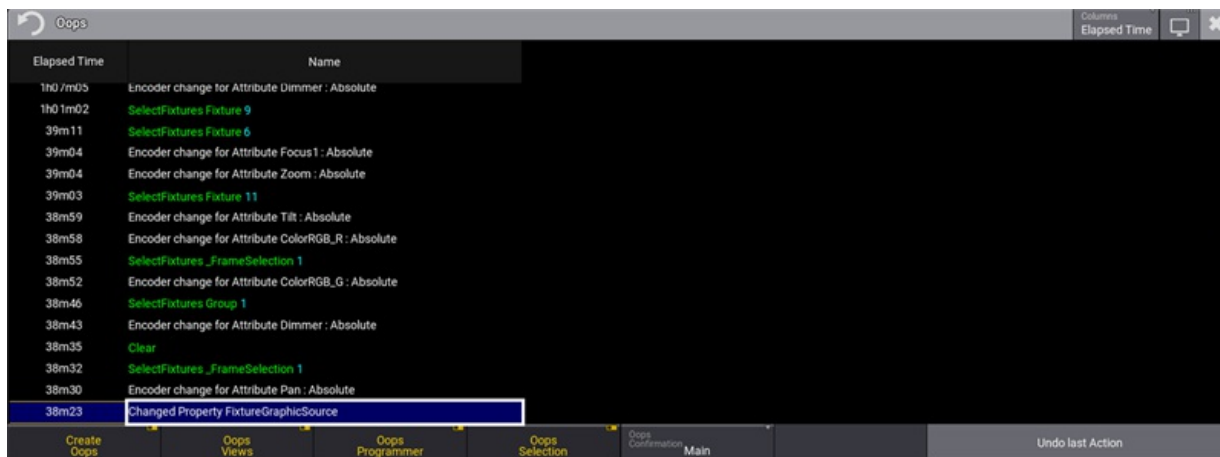 Oops
Columns
Elapsed Time
Elapsed Time Name
1h07m05 Encoder change for Attribute Dimmer : Absolute
1h01m02 SelectFixtures Fixture 9
39m11 SelectFixtures Fixture 6
39m04 Encoder change for Attribute Focus1 : Absolute
39m04 Encoder change for Attribute Zoom : Absolute
39m03 SelectFixtures Fixture 11
38m59 Encoder change for Attribute Tilt : Absolute
38m58 Encoder change for Attribute ColorRGB_R : Absolute
38m55 SelectFixtures _FrameSelection 1
38m52 Encoder change for Attribute ColorRGB_G : Absolute
38m46 SelectFixtures Group 1
38m43 Encoder change for Attribute Dimmer : Absolute
38m35 Clear
38m32 SelectFixtures _FrameSelection 1
38m30 Encoder change for Attribute Pan : Absolute
38m23 Changed Property FixtureGraphicSource
Create
Oops
Oops
Views
Oops
Programmer
Oops
Selection
Oops
Confirmation
Main
Undo last Action